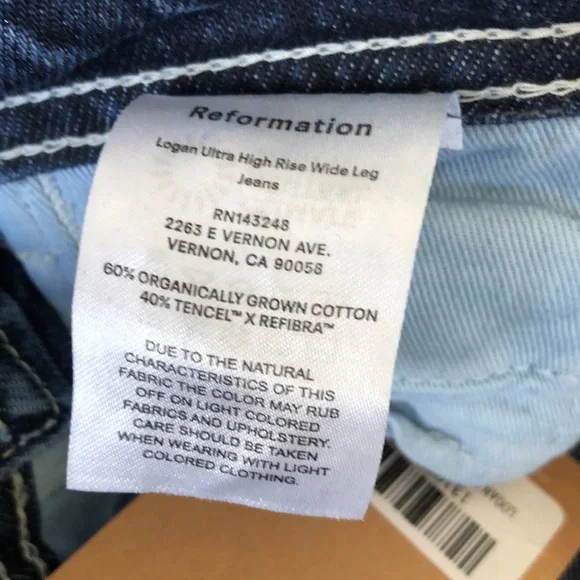 Reformation
Logan Ultra High Rise Wide Leg
Jeans
RN143248
2263 E VERNON AVE.
VERNON, CA 90058
60% ORGANICALLY GROWN COTTON
40% TENCEL™ X REFIBRA™
DUE TO THE NATURAL
CHARACTERISTICS OF THIS
FABRIC THE COLOR MAY RUB
OFF ON LIGHT COLORED
FABRICS AND UPHOLSTERY.
CARE SHOULD BE TAKEN
WHEN WEARING WITH LIGHT
COLORED CLOTHING.